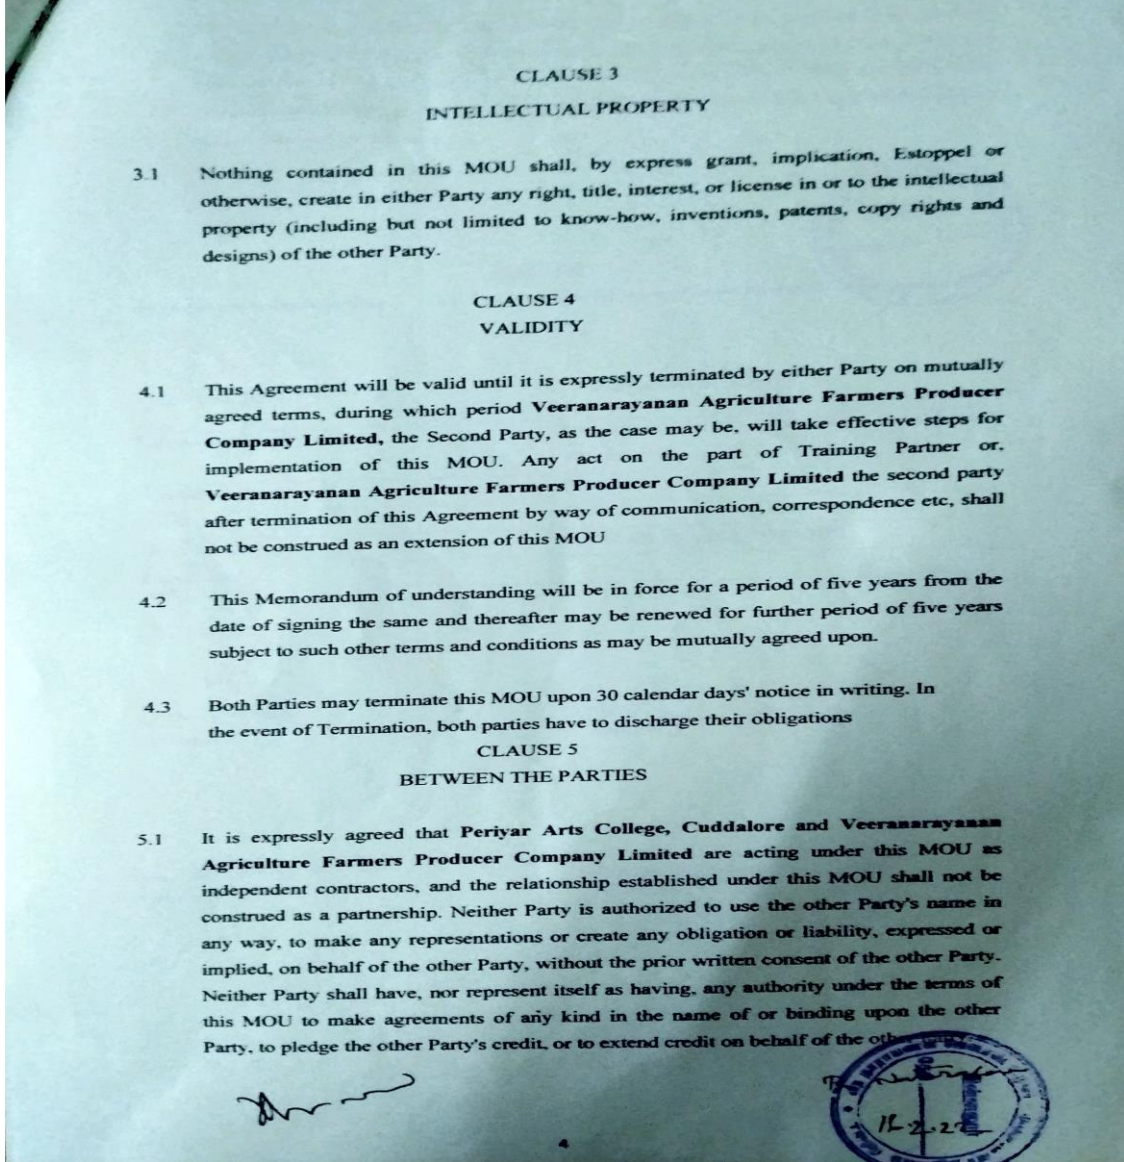 CLAUSE 3
INTELLECTUAL PROPERTY
3.1 Nothing contained in this MOU shall, by express grant, implication, Estoppel or
otherwise, create in either Party any right, title, interest, or license in or to the intellectual
property (including but not limited to know-how, inventions, patents, copy rights and
designs) of the other Party.
CLAUSE 4
VALIDITY
4.1 This Agreement will be valid until it is expressly terminated by either Party on mutually
agreed terms, during which period Veeranarayanan Agriculture Farmers Producer
Company Limited, the Second Party, as the case may be, will take effective steps for
implementation of this MOU. Any act on the part of Training Partner or,
Veeranarayanan Agriculture Farmers Producer Company Limited the second party
after termination of this Agreement by way of communication, correspondence etc, shall
not be construed as an extension of this MOU
4.2 This Memorandum of understanding will be in force for a period of five years from the
date of signing the same and thereafter may be renewed for further period of five years
subject to such other terms and conditions as may be mutually agreed upon.
4.3 Both Parties may terminate this MOU upon 30 calendar days' notice in writing. In
the event of Termination, both parties have to discharge their obligations
CLAUSE 5
BETWEEN THE PARTIES
5.1 It is expressly agreed that Periyar Arts College, Cuddalore and Veeranarayanan
Agriculture Farmers Producer Company Limited are acting under this MOU as
independent contractors, and the relationship established under this MOU shall not be
construed as a partnership. Neither Party is authorized to use the other Party's name in
any way, to make any representations or create any obligation or liability, expressed or
implied, on behalf of the other Party, without the prior written consent of the other Party.
Neither Party shall have, nor represent itself as having, any authority under the terms of
this MOU to make agreements of any kind in the name of or binding upon the other
Party, to pledge the other Party's credit, or to extend credit on behalf of the
4